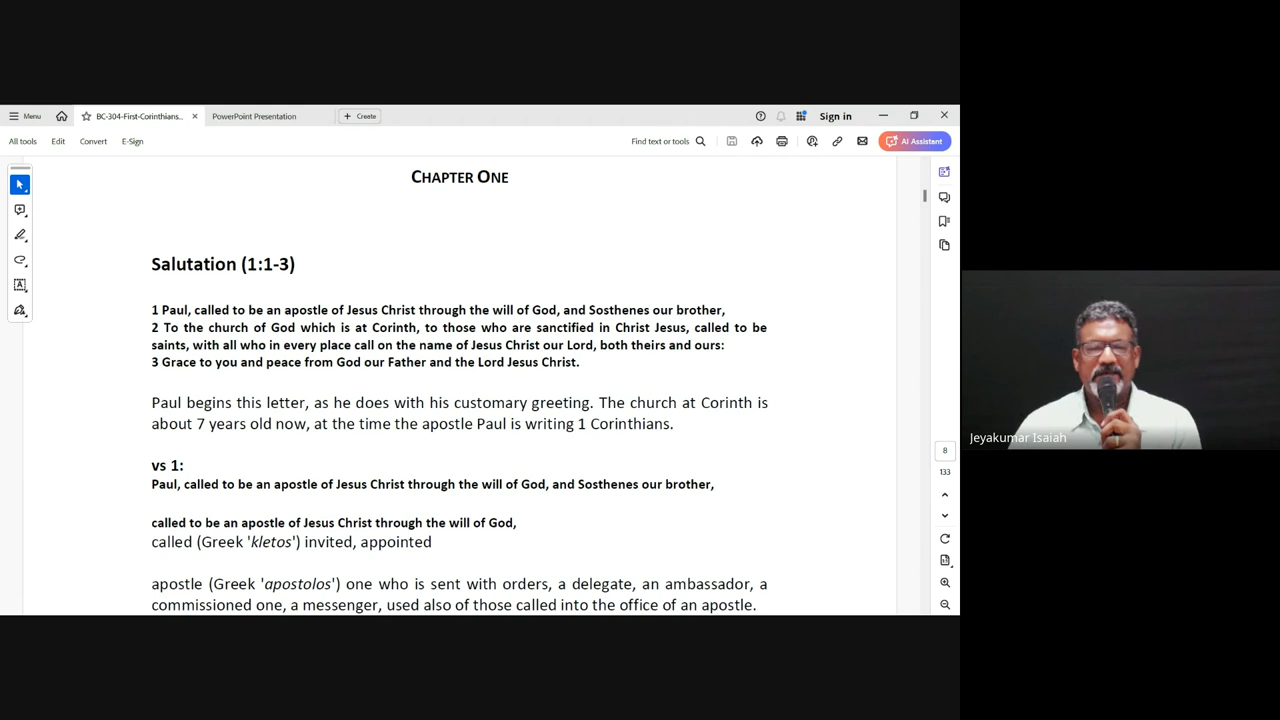 Menu
BC-304-First-Corinthians...
PowerPoint Presentation
Create
Sign in
All tools
Edit
Convert
E-Sign
Find text or tools
AI Assistant
CHAPTER ONE
Salutation (1:1-3)
1 Paul, called to be an apostle of Jesus Christ through the will of God, and Sosthenes our brother,
2 To the church of God which is at Corinth, to those who are sanctified in Christ Jesus, called to be
saints, with all who in every place call on the name of Jesus Christ our Lord, both theirs and ours:
3 Grace to you and peace from God our Father and the Lord Jesus Christ.
Paul begins this letter, as he does with his customary greeting. The church at Corinth is
about 7 years old now, at the time the apostle Paul is writing 1 Corinthians.
vs 1:
Paul, called to be an apostle of Jesus Christ through the will of God, and Sosthenes our brother,
called to be an apostle of Jesus Christ through the will of God,
called (Greek 'kletos') invited, appointed
apostle (Greek 'apostolos') one who is sent with orders, a delegate, an ambassador, a
commissioned one, a messenger, used also of those called into the office of an apostle.
8
133
Jeyakumar Isaiah